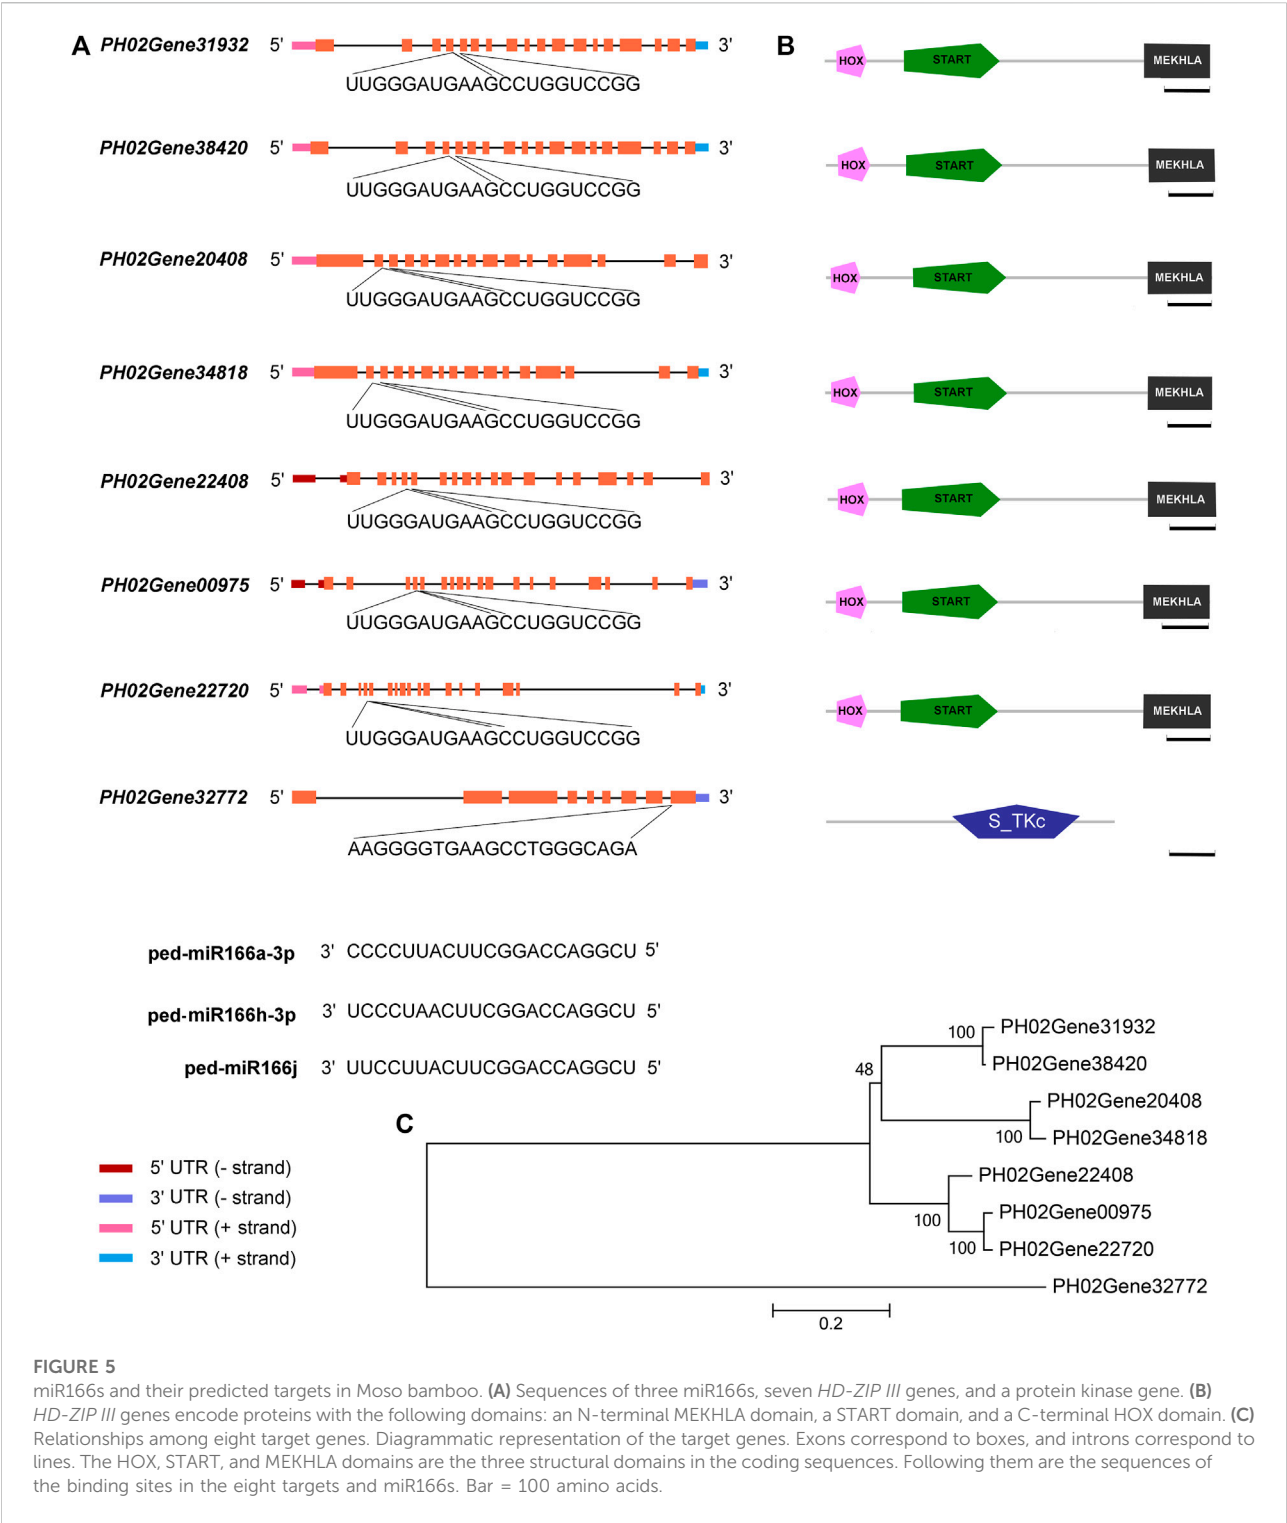 A
PH02Gene31932 5' 3'
UUGGGAUGAAGCCUGGUCCGG
PH02Gene38420 5' 3'
UUGGGAUGAAGCCUGGUCCGG
PH02Gene20408 5' 3'
UUGGGAUGAAGCCUGGUCCGG
PH02Gene34818 5' 3'
UUGGGAUGAAGCCUGGUCCGG
PH02Gene22408 5' 3'
UUGGGAUGAAGCCUGGUCCGG
PH02Gene00975 5' 3'
UUGGGAUGAAGCCUGGUCCGG
PH02Gene22720 5' 3'
UUGGGAUGAAGCCUGGUCCGG
PH02Gene32772 5' 3'
AAGGGGTGAAGCCTGGGCAGA
ped-miR166a-3p 3' CCCCUUACUUCGGACCAGGCU 5'
ped-miR166h-3p 3' UCCCUAACUUCGGACCAGGCU 5'
ped-miR166j 3' UUCCUUACUUCGGACCAGGCU 5'
5' UTR (- strand)
3' UTR (- strand)
5' UTR (+ strand)
3' UTR (+ strand)
B
HOX START MEKHLA
HOX START MEKHLA
HOX START MEKHLA
HOX START MEKHLA
HOX START MEKHLA
HOX START MEKHLA
HOX START MEKHLA
S_TKc
C
100 PH02Gene31932
PH02Gene38420
48
PH02Gene20408
100 PH02Gene34818
PH02Gene22408
100 PH02Gene00975
100 PH02Gene22720
PH02Gene32772
0.2
FIGURE 5
miR166s and their predicted targets in Moso bamboo. (A) Sequences of three miR166s, seven HD-ZIP III genes, and a protein kinase gene. (B)
HD-ZIP III genes encode proteins with the following domains: an N-terminal MEKHLA domain, a START domain, and a C-terminal HOX domain. (C)
Relationships among eight target genes. Diagrammatic representation of the target genes. Exons correspond to boxes, and introns correspond to
lines. The HOX, START, and MEKHLA domains are the three structural domains in the coding sequences. Following them are the sequences of
the binding sites in the eight targets and miR166s. Bar = 100 amino acids.